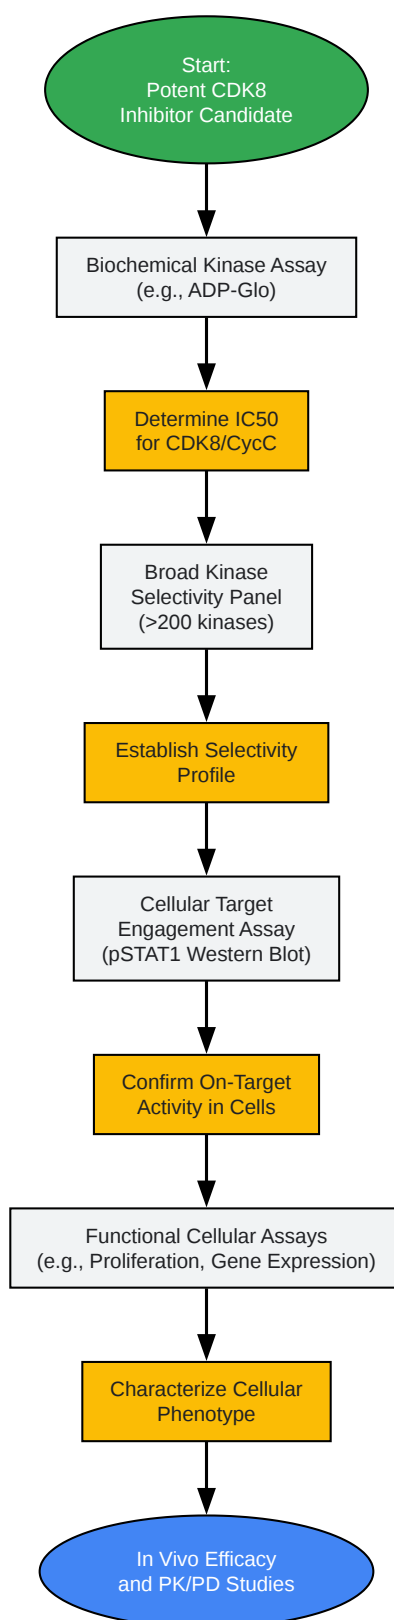 Start:
Potent CDK8
Inhibitor Candidate
Biochemical Kinase Assay
(e.g., ADP-Glo)
Determine IC50
for CDK8/CycC
Broad Kinase
Selectivity Panel
(>200 kinases)
Establish Selectivity
Profile
Cellular Target
Engagement Assay
(pSTAT1 Western Blot)
Confirm On-Target
Activity in Cells
Functional Cellular Assays
(e.g., Proliferation, Gene Expression)
Characterize Cellular
Phenotype
In Vivo Efficacy
and PK/PD Studies